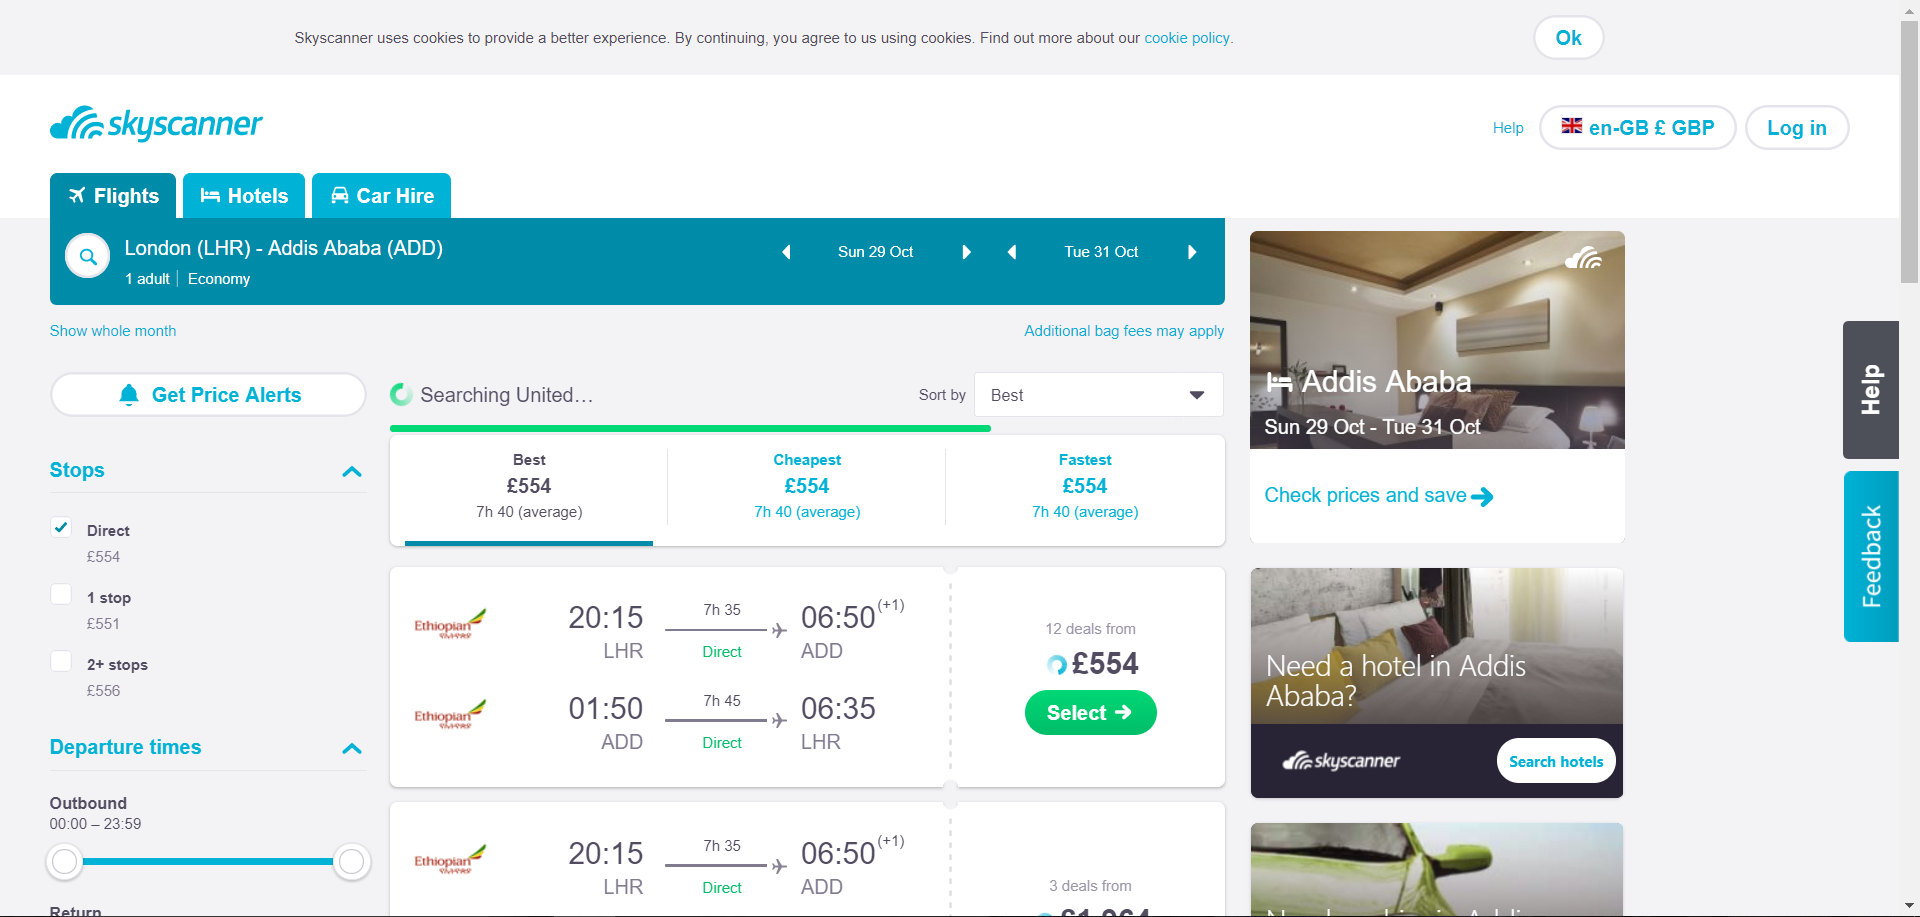 Skyscanner uses cookies to provide a better experience. By continuing, you agree to us using cookies. Find out more about our cookie policy.
Ok
skyscanner
Help
en-GB £ GBP
Log in
Flights
Hotels
Car Hire
London (LHR) - Addis Ababa (ADD)
1 adult | Economy
Sun 29 Oct
Tue 31 Oct
Show whole month
Additional bag fees may apply
Get Price Alerts
Searching United…
Sort by
Best
Stops
Direct
£554
1 stop
£551
2+ stops
£556
Departure times
Outbound
00:00 – 23:59
Return
Best
£554
7h 40 (average)
Cheapest
£554
7h 40 (average)
Fastest
£554
7h 40 (average)
Ethiopian
20:15
LHR
7h 35
Direct
06:50 (+1)
ADD
Ethiopian
01:50
ADD
7h 45
Direct
06:35
LHR
12 deals from
£554
Select
Ethiopian
20:15
LHR
7h 35
Direct
06:50 (+1)
ADD
3 deals from
Addis Ababa
Sun 29 Oct - Tue 31 Oct
Check prices and save
Need a hotel in Addis
Ababa?
skyscanner
Search hotels
Help
Feedback